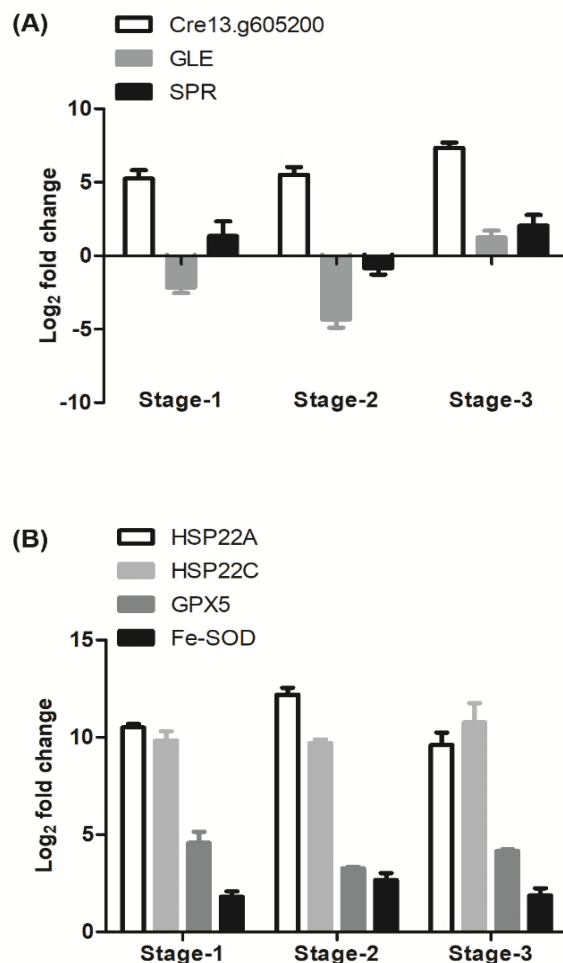 (A)
Cre13.g605200
GLE
SPR
10
5
0
-5
-10
Log₂ fold change
Stage-1 Stage-2 Stage-3
(B)
HSP22A
HSP22C
GPX5
Fe-SOD
15
10
5
0
Log₂ fold change
Stage-1 Stage-2 Stage-3